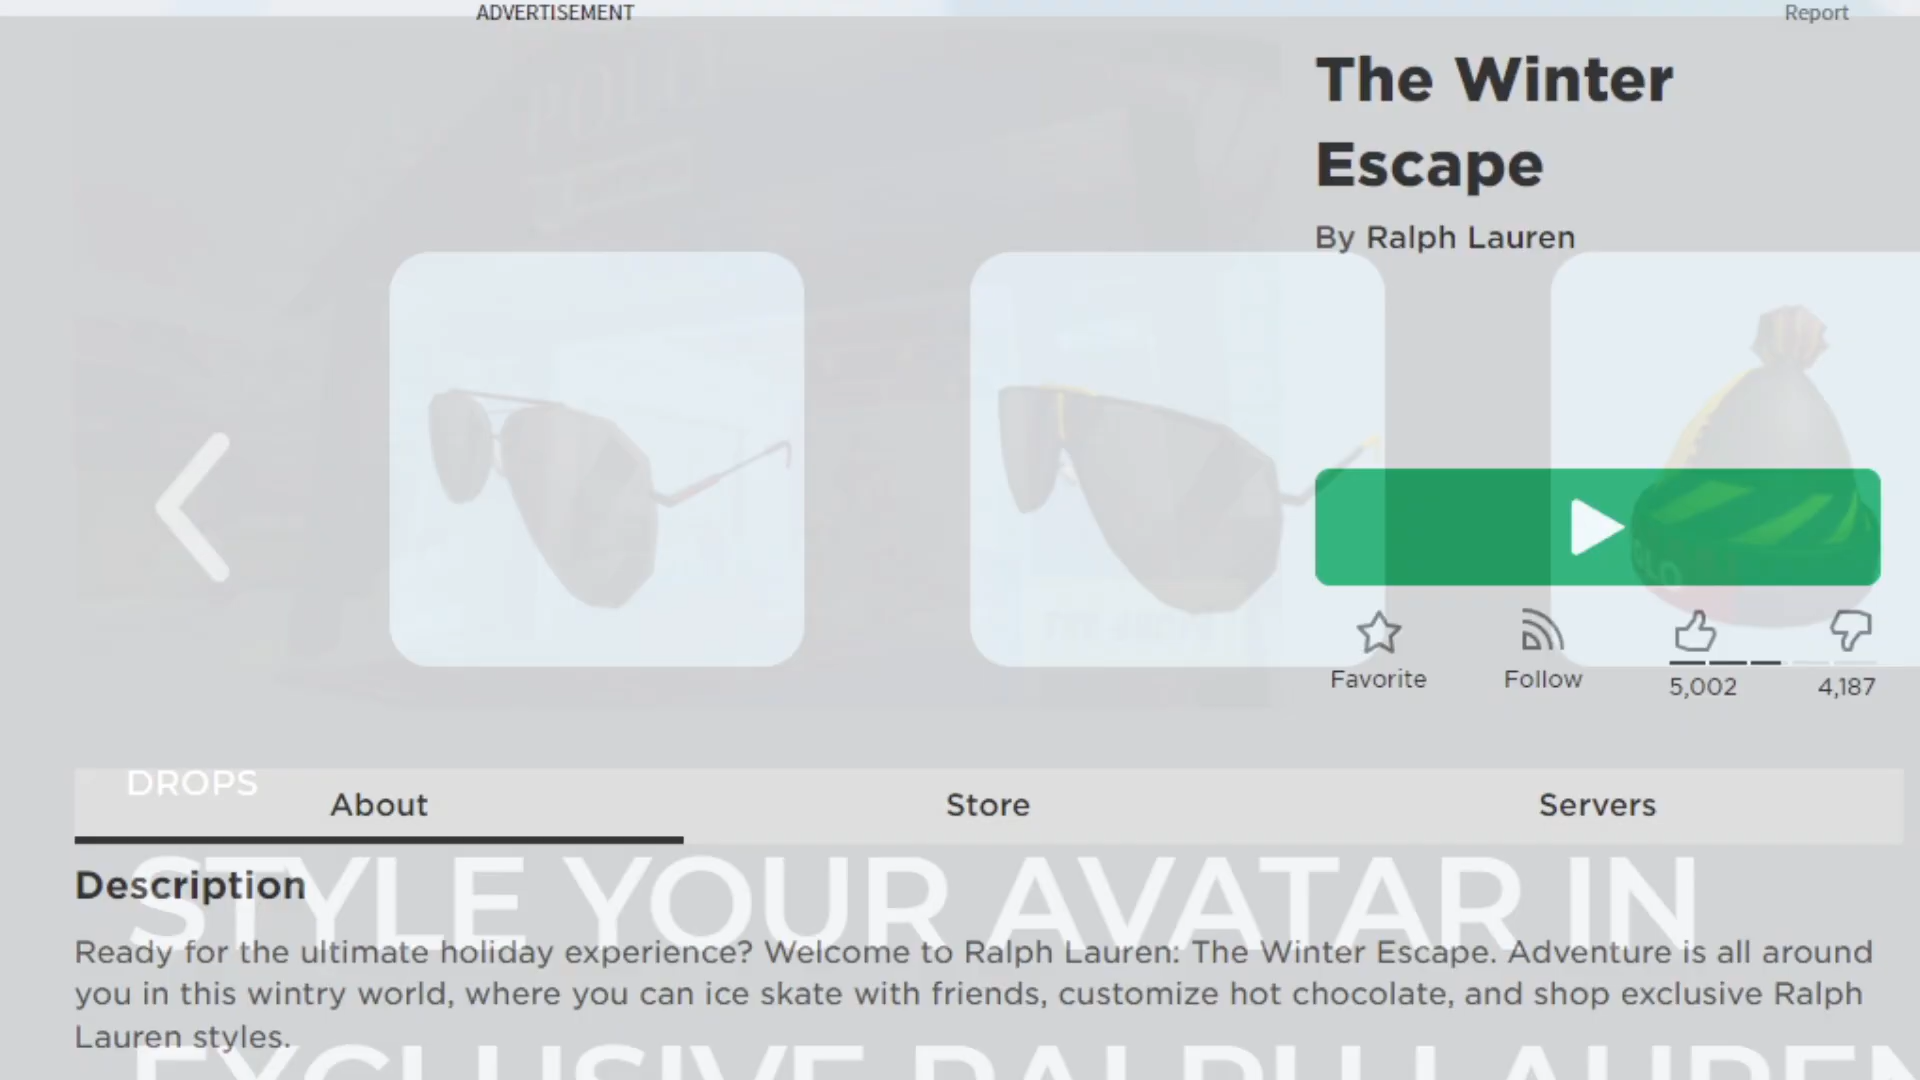 ADVERTISEMENT
Report
The Winter
Escape
By Ralph Lauren
Favorite
Follow
5,002
4,187
DROPS
About
Store
Servers
STYLE YOUR AVATAR IN
Description
Ready for the ultimate holiday experience? Welcome to Ralph Lauren: The Winter Escape. Adventure is all around
you in this wintry world, where you can ice skate with friends, customize hot chocolate, and shop exclusive Ralph
Lauren styles.
EXCLUSIVE RALPH LAUREN